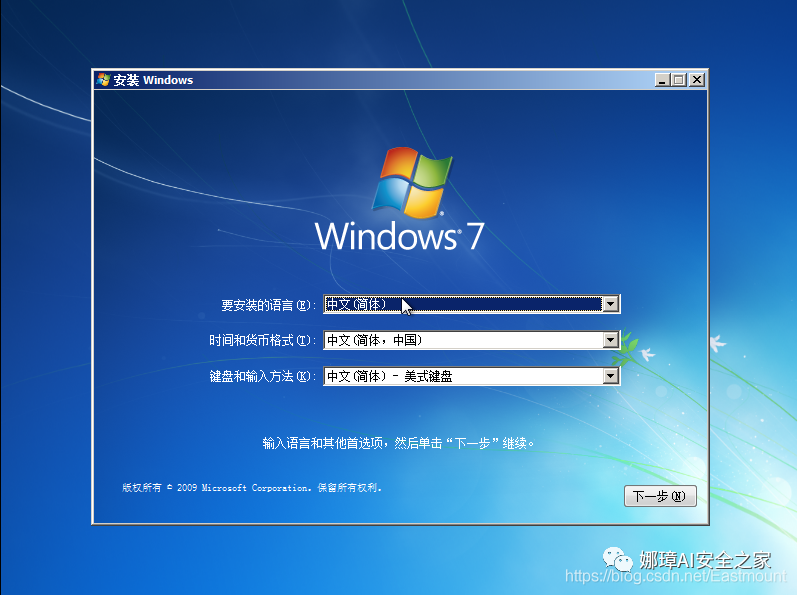 安装 Windows
Windows® 7
要安装的语言(E): 中文(简体)
时间和货币格式(T): 中文(简体，中国)
键盘和输入方法(K): 中文(简体) - 美式键盘
输入语言和其他首选项，然后单击“下一步”继续。
版权所有 © 2009 Microsoft Corporation. 保留所有权利。
下一步(N)
娜璋AI安全之家
https://blog.csdn.net/Eastmount